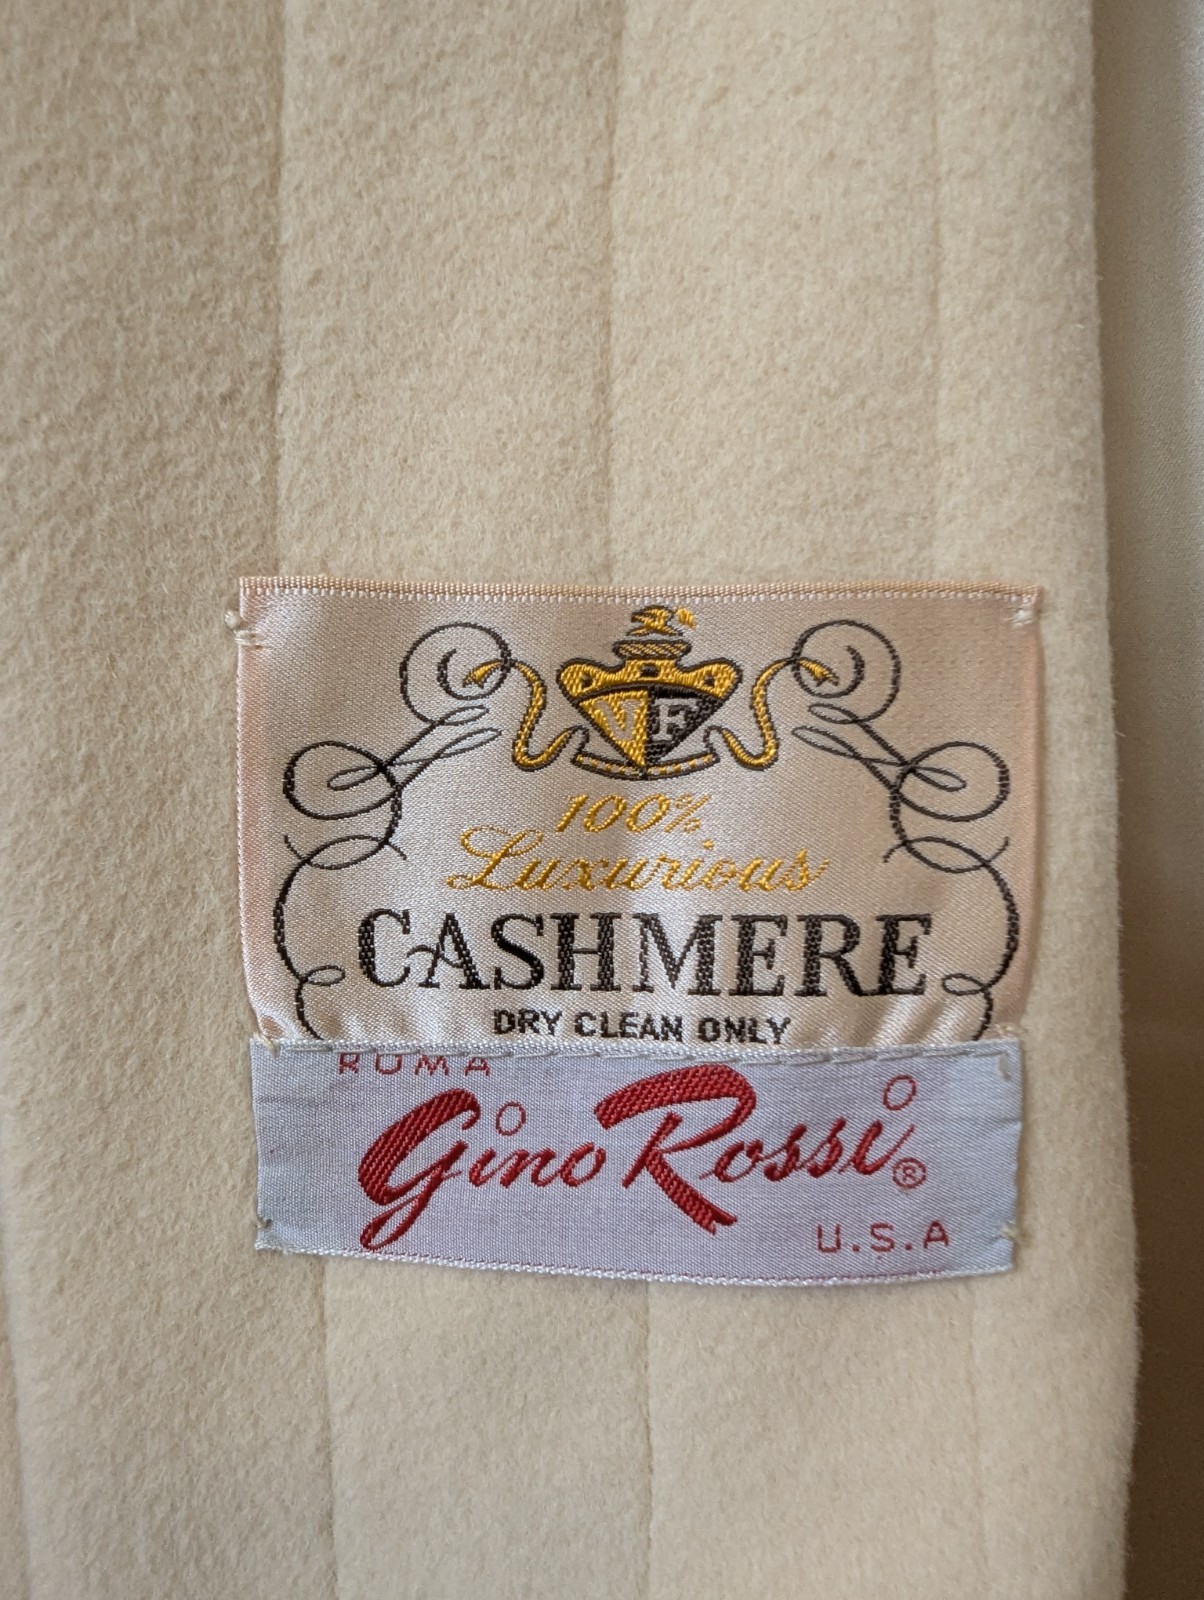 VF
100%
Luxurious
CASHMERE
DRY CLEAN ONLY
ROMA
Gino Rossi ®
U.S.A